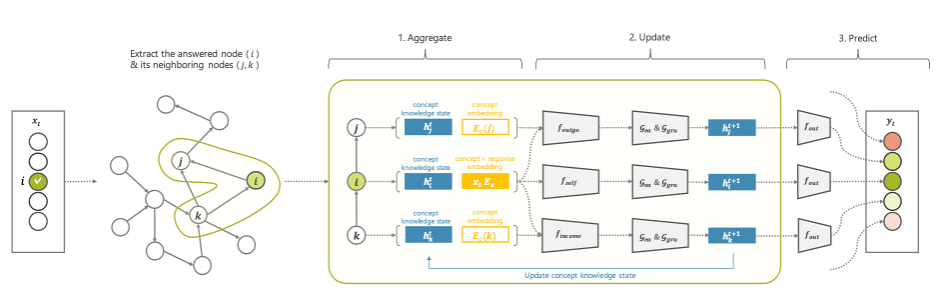 1. Aggregate
2. Update
3. Predict
Extract the answered node (i)
& its neighboring nodes (j, k)
x_t
i
j
i
k
j
concept
knowledge state
h_j^t
concept
embedding
E_c(j)
f_outgo
G_ea & G_gru
h_j^{t+1}
f_out
i
concept
knowledge state
h_i^t
concept + response
embedding
x_t E_s
f_self
G_ea & G_gru
h_i^{t+1}
f_out
k
concept
knowledge state
h_k^t
concept
embedding
E_c(k)
f_income
G_ea & G_gru
h_k^{t+1}
f_out
Update concept knowledge state
y_t